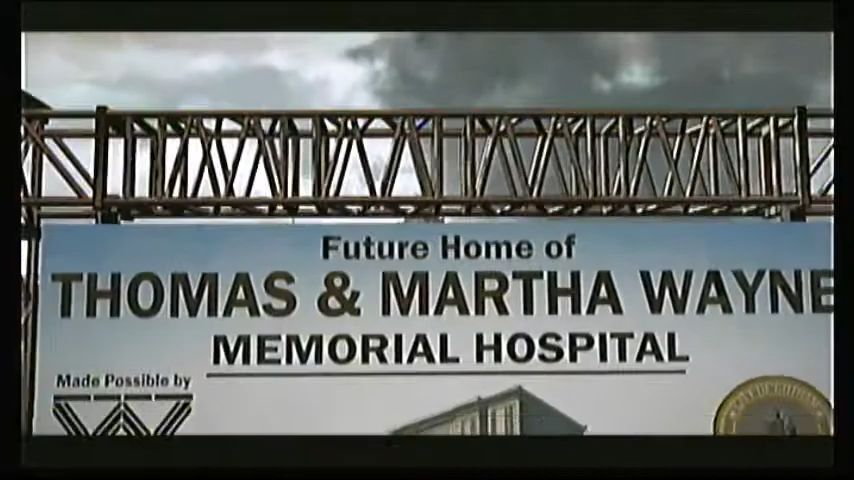 Future Home of
THOMAS & MARTHA WAYNE
MEMORIAL HOSPITAL
Made Possible by